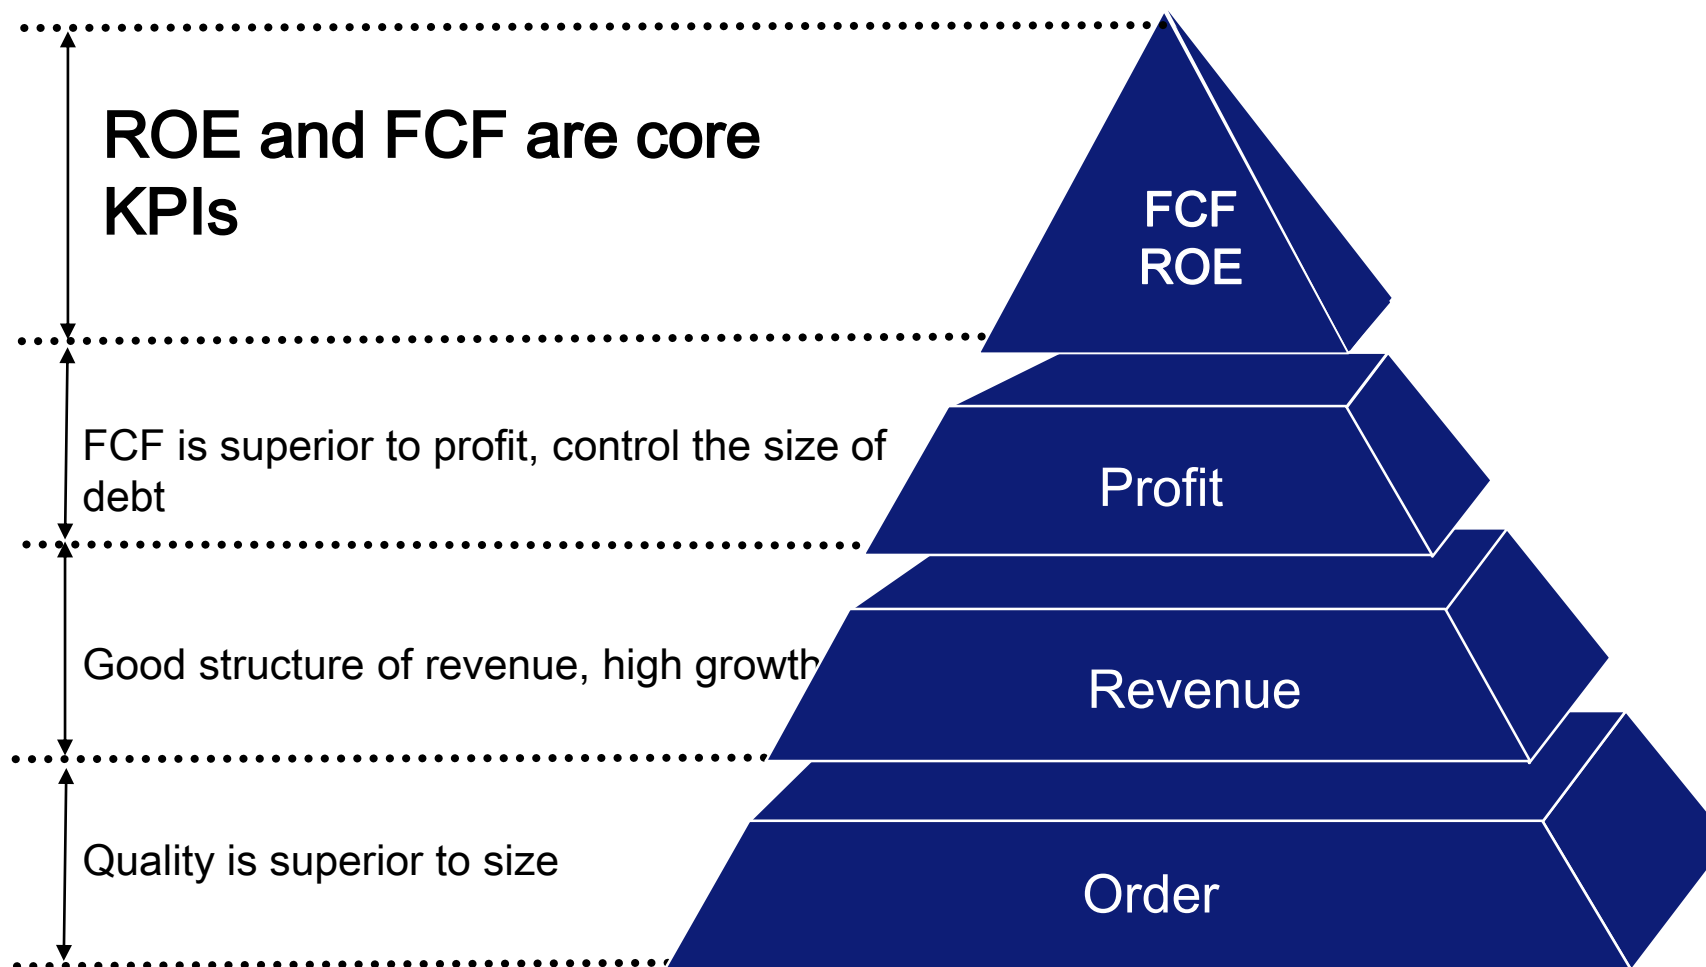 ROE and FCF are core
KPIs
FCF
ROE
FCF is superior to profit, control the size of
debt
Profit
Good structure of revenue, high growth
Revenue
Quality is superior to size
Order